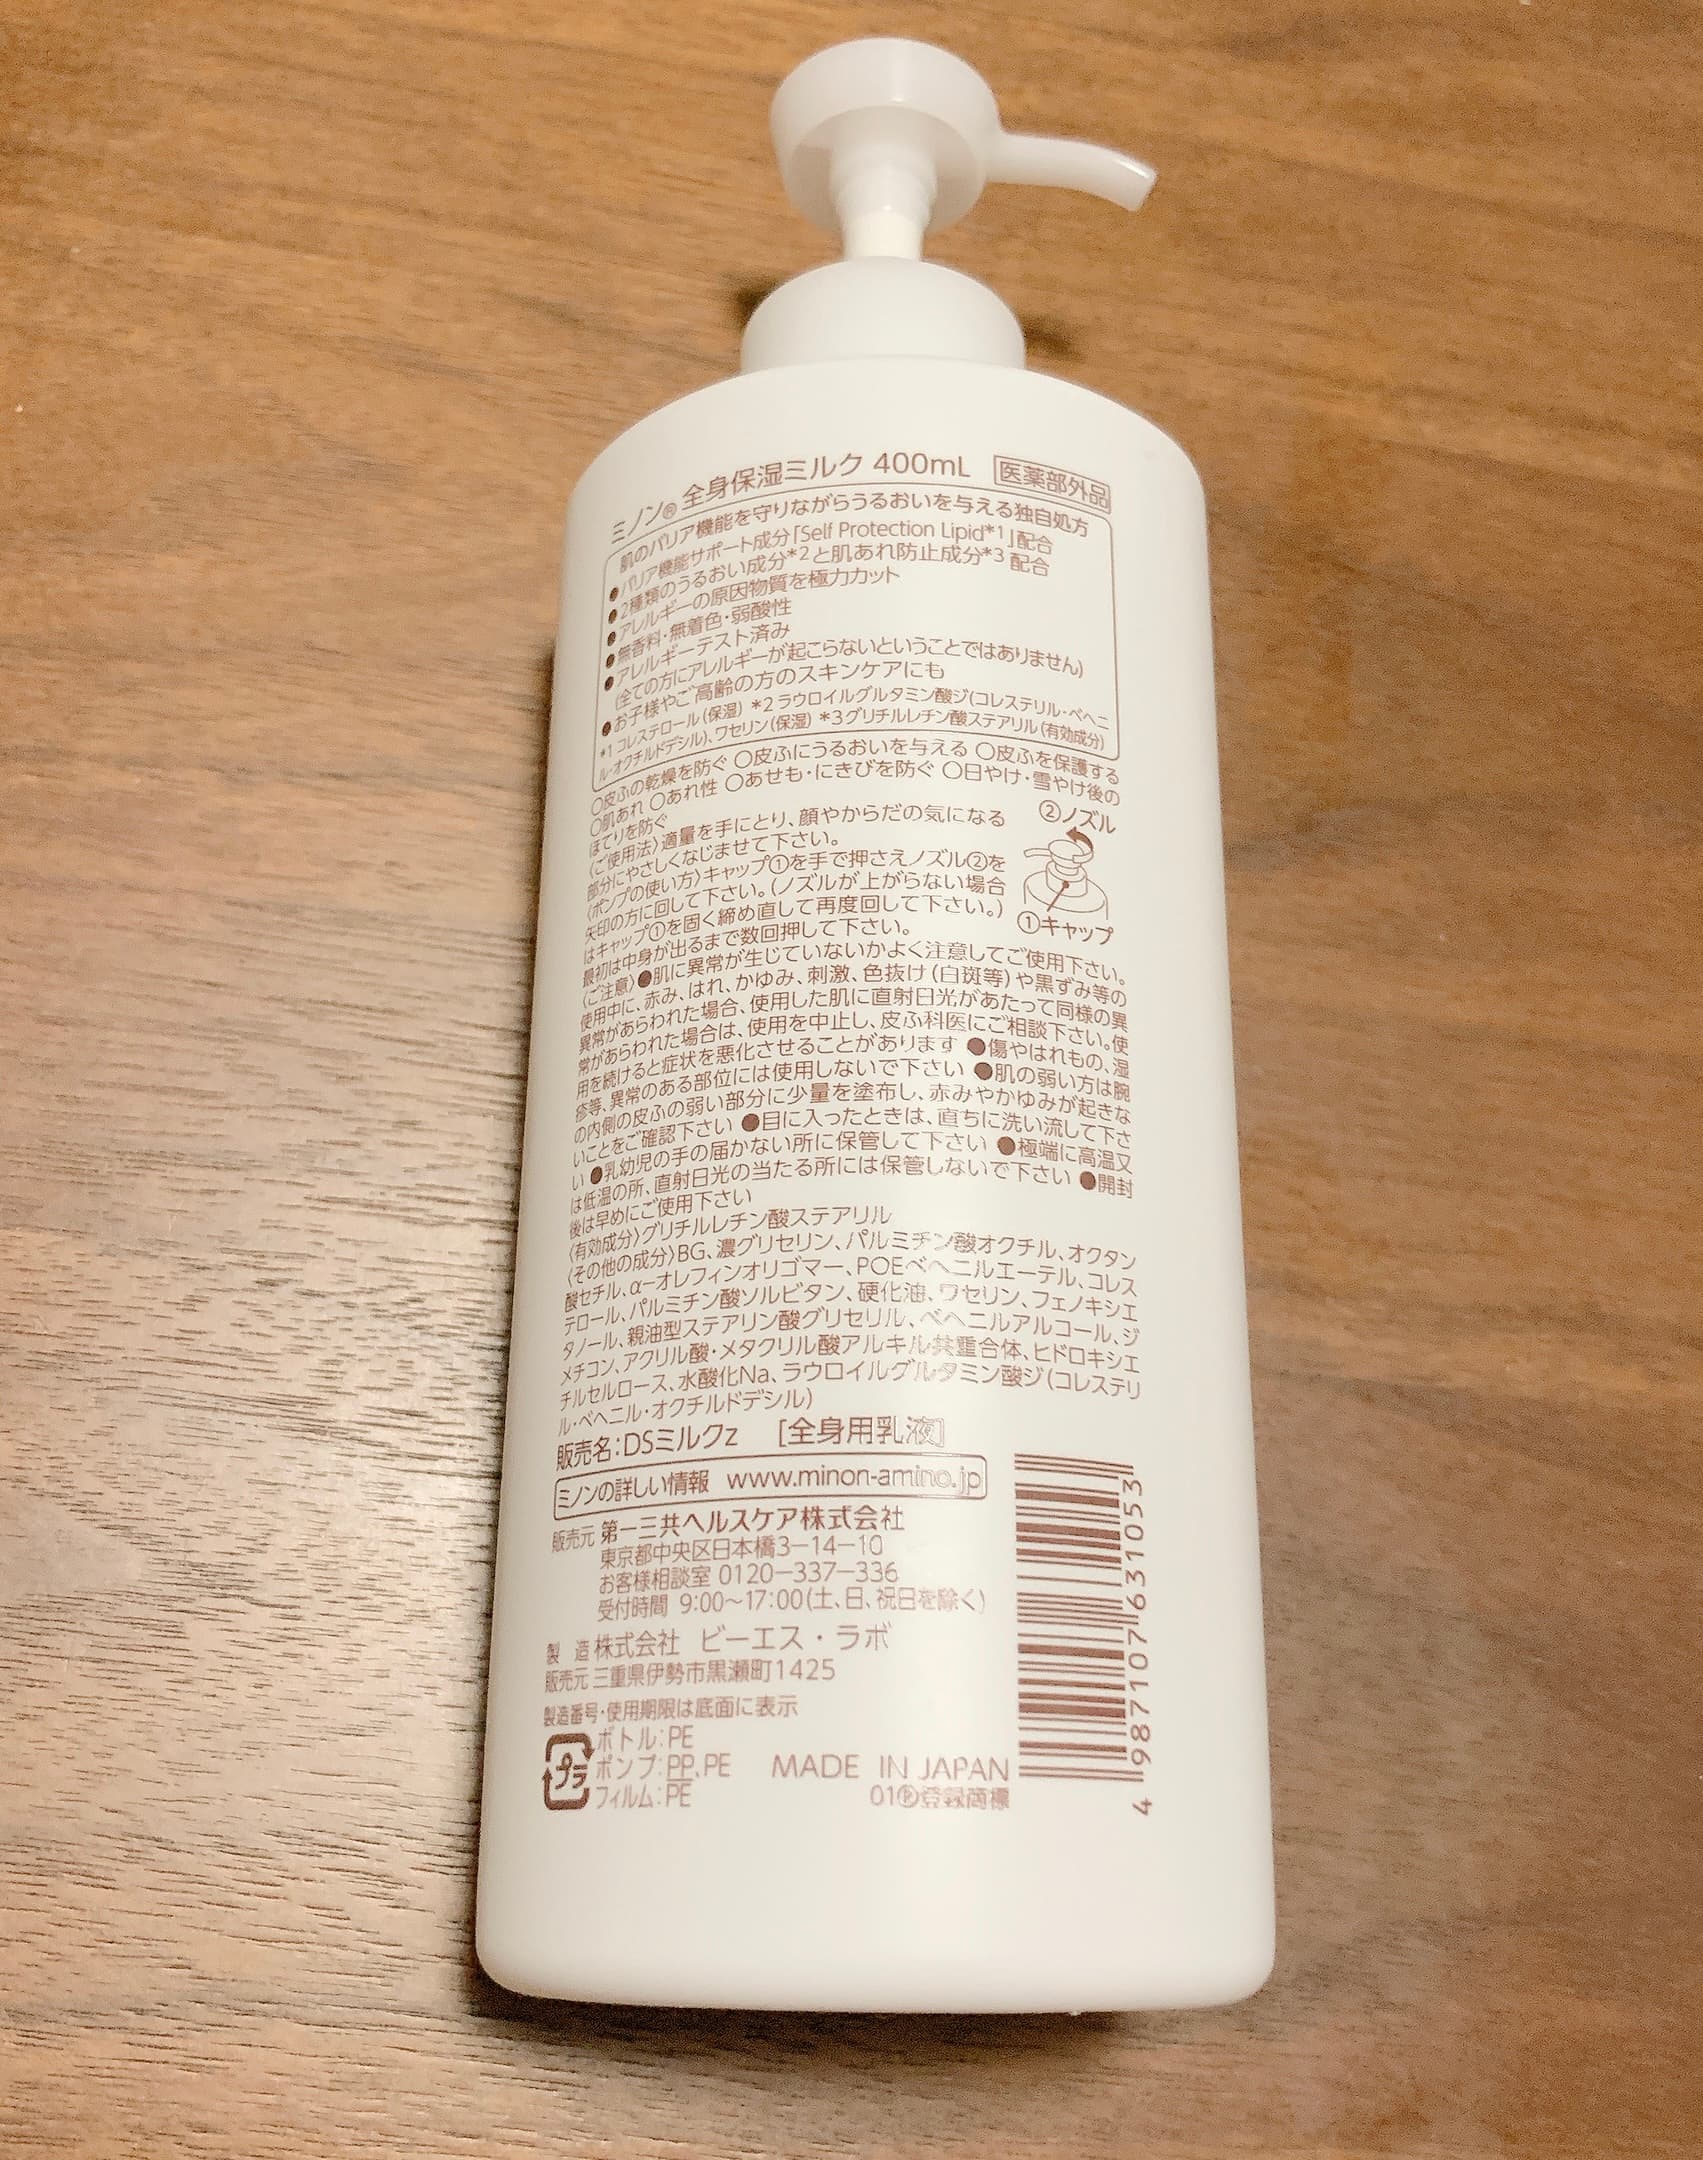 ミノン® 全身保湿ミルク 400mL 医薬部外品
肌のバリア機能を守りながらうるおいを与える独自処方
●バリア機能サポート成分「Self Protection Lipid*1」配合
●2種類のうるおい成分*2と肌あれ防止成分*3 配合
●アレルギーの原因物質を極力カット
●無香料・無着色・弱酸性
●アレルギーテスト済み
(全ての方にアレルギーが起こらないということではありません)
●お子様やご高齢の方のスキンケアにも
*1 コレステロール(保湿) *2 ラウロイルグルタミン酸ジ(コレステリル・ベヘニ
ル・オクチルドデシル)、ワセリン(保湿) *3 グリチルレチン酸ステアリル(有効成分)
○皮ふの乾燥を防ぐ ○皮ふにうるおいを与える ○皮ふを保護する
○肌あれ ○あれ性 ○あせも・にきびを防ぐ ○日やけ・雪やけ後の
ほてりを防ぐ
〈ご使用法〉適量を手にとり、顔やからだの気になる
部分にやさしくなじませて下さい。
〈ポンプの使い方〉キャップ①を手で押さえノズル②を
矢印の方に回して下さい。(ノズルが上がらない場合
はキャップ①を固く締め直して再度回して下さい。)
最初は中身が出るまで数回押して下さい。
②ノズル
①キャップ
〈ご注意〉●肌に異常が生じていないかよく注意してご使用下さい。
使用中に、赤み、はれ、かゆみ、刺激、色抜け(白斑等)や黒ずみ等の
異常があらわれた場合、使用した肌に直射日光があたって同様の異
常があらわれた場合は、使用を中止し、皮ふ科医にご相談下さい。使
用を続けると症状を悪化させることがあります ●傷やはれもの、湿
疹等、異常のある部位には使用しないで下さい ●肌の弱い方は腕
の内側の皮ふの弱い部分に少量を塗布し、赤みやかゆみが起きな
いことをご確認下さい ●目に入ったときは、直ちに洗い流して下さ
い ●乳幼児の手の届かない所に保管して下さい ●極端に高温又
は低温の所、直射日光の当たる所には保管しないで下さい ●開封
後は早めにご使用下さい
〈有効成分〉グリチルレチン酸ステアリル
〈その他の成分〉BG、濃グリセリン、パルミチン酸オクチル、オクタン
酸セチル、α-オレフィンオリゴマー、POEベヘニルエーテル、コレス
テロール、パルミチン酸ソルビタン、硬化油、ワセリン、フェノキシエ
タノール、親油型ステアリン酸グリセリル、ベヘニルアルコール、ジ
メチコン、アクリル酸・メタクリル酸アルキル共重合体、ヒドロキシエ
チルセルロース、水酸化Na、ラウロイルグルタミン酸ジ(コレステリ
ル・ベヘニル・オクチルドデシル)
販売名:DSミルクz [全身用乳液]
ミノンの詳しい情報 www.minon-amino.jp
販売元 第一三共ヘルスケア株式会社
東京都中央区日本橋3-14-10
お客様相談室 0120-337-336
受付時間 9:00~17:00(土、日、祝日を除く)
製 造 株式会社 ビーエス・ラボ
販売元 三重県伊勢市黒瀬町1425
製造番号・使用期限は底面に表示
プラ
ボトル:PE
ポンプ:PP、PE
フィルム:PE
MADE IN JAPAN
01®登録商標
4 987107 631053